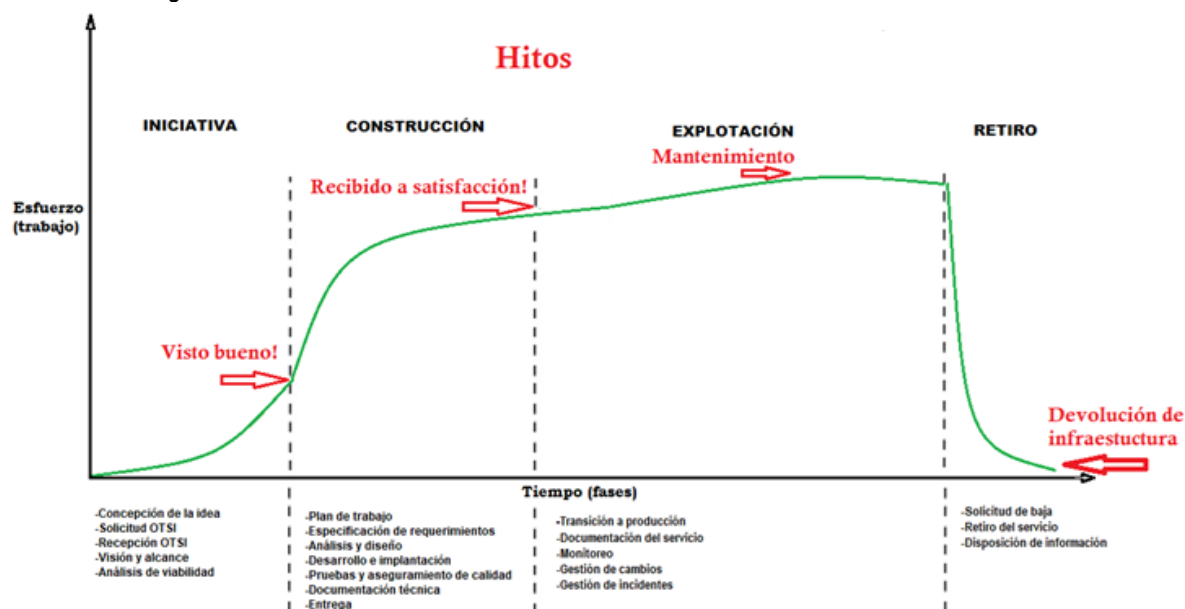 Hitos
INICIATIVA
CONSTRUCCIÓN
EXPLOTACIÓN
RETIRO
Mantenimiento
Recibido a satisfacción!
Esfuerzo
(trabajo)
Visto bueno!
Devolución de
infraestuctura
Tiempo (fases)
-Concepción de la idea
-Solicitud OTSI
-Recepción OTSI
-Visión y alcance
-Análisis de viabilidad
-Plan de trabajo
-Especificación de requerimientos
-Análisis y diseño
-Desarrollo e implantación
-Pruebas y aseguramiento de calidad
-Documentación técnica
-Entrega
-Transición a producción
-Documentación del servicio
-Monitoreo
-Gestión de cambios
-Gestión de incidentes
-Solicitud de baja
-Retiro del servicio
-Disposición de información